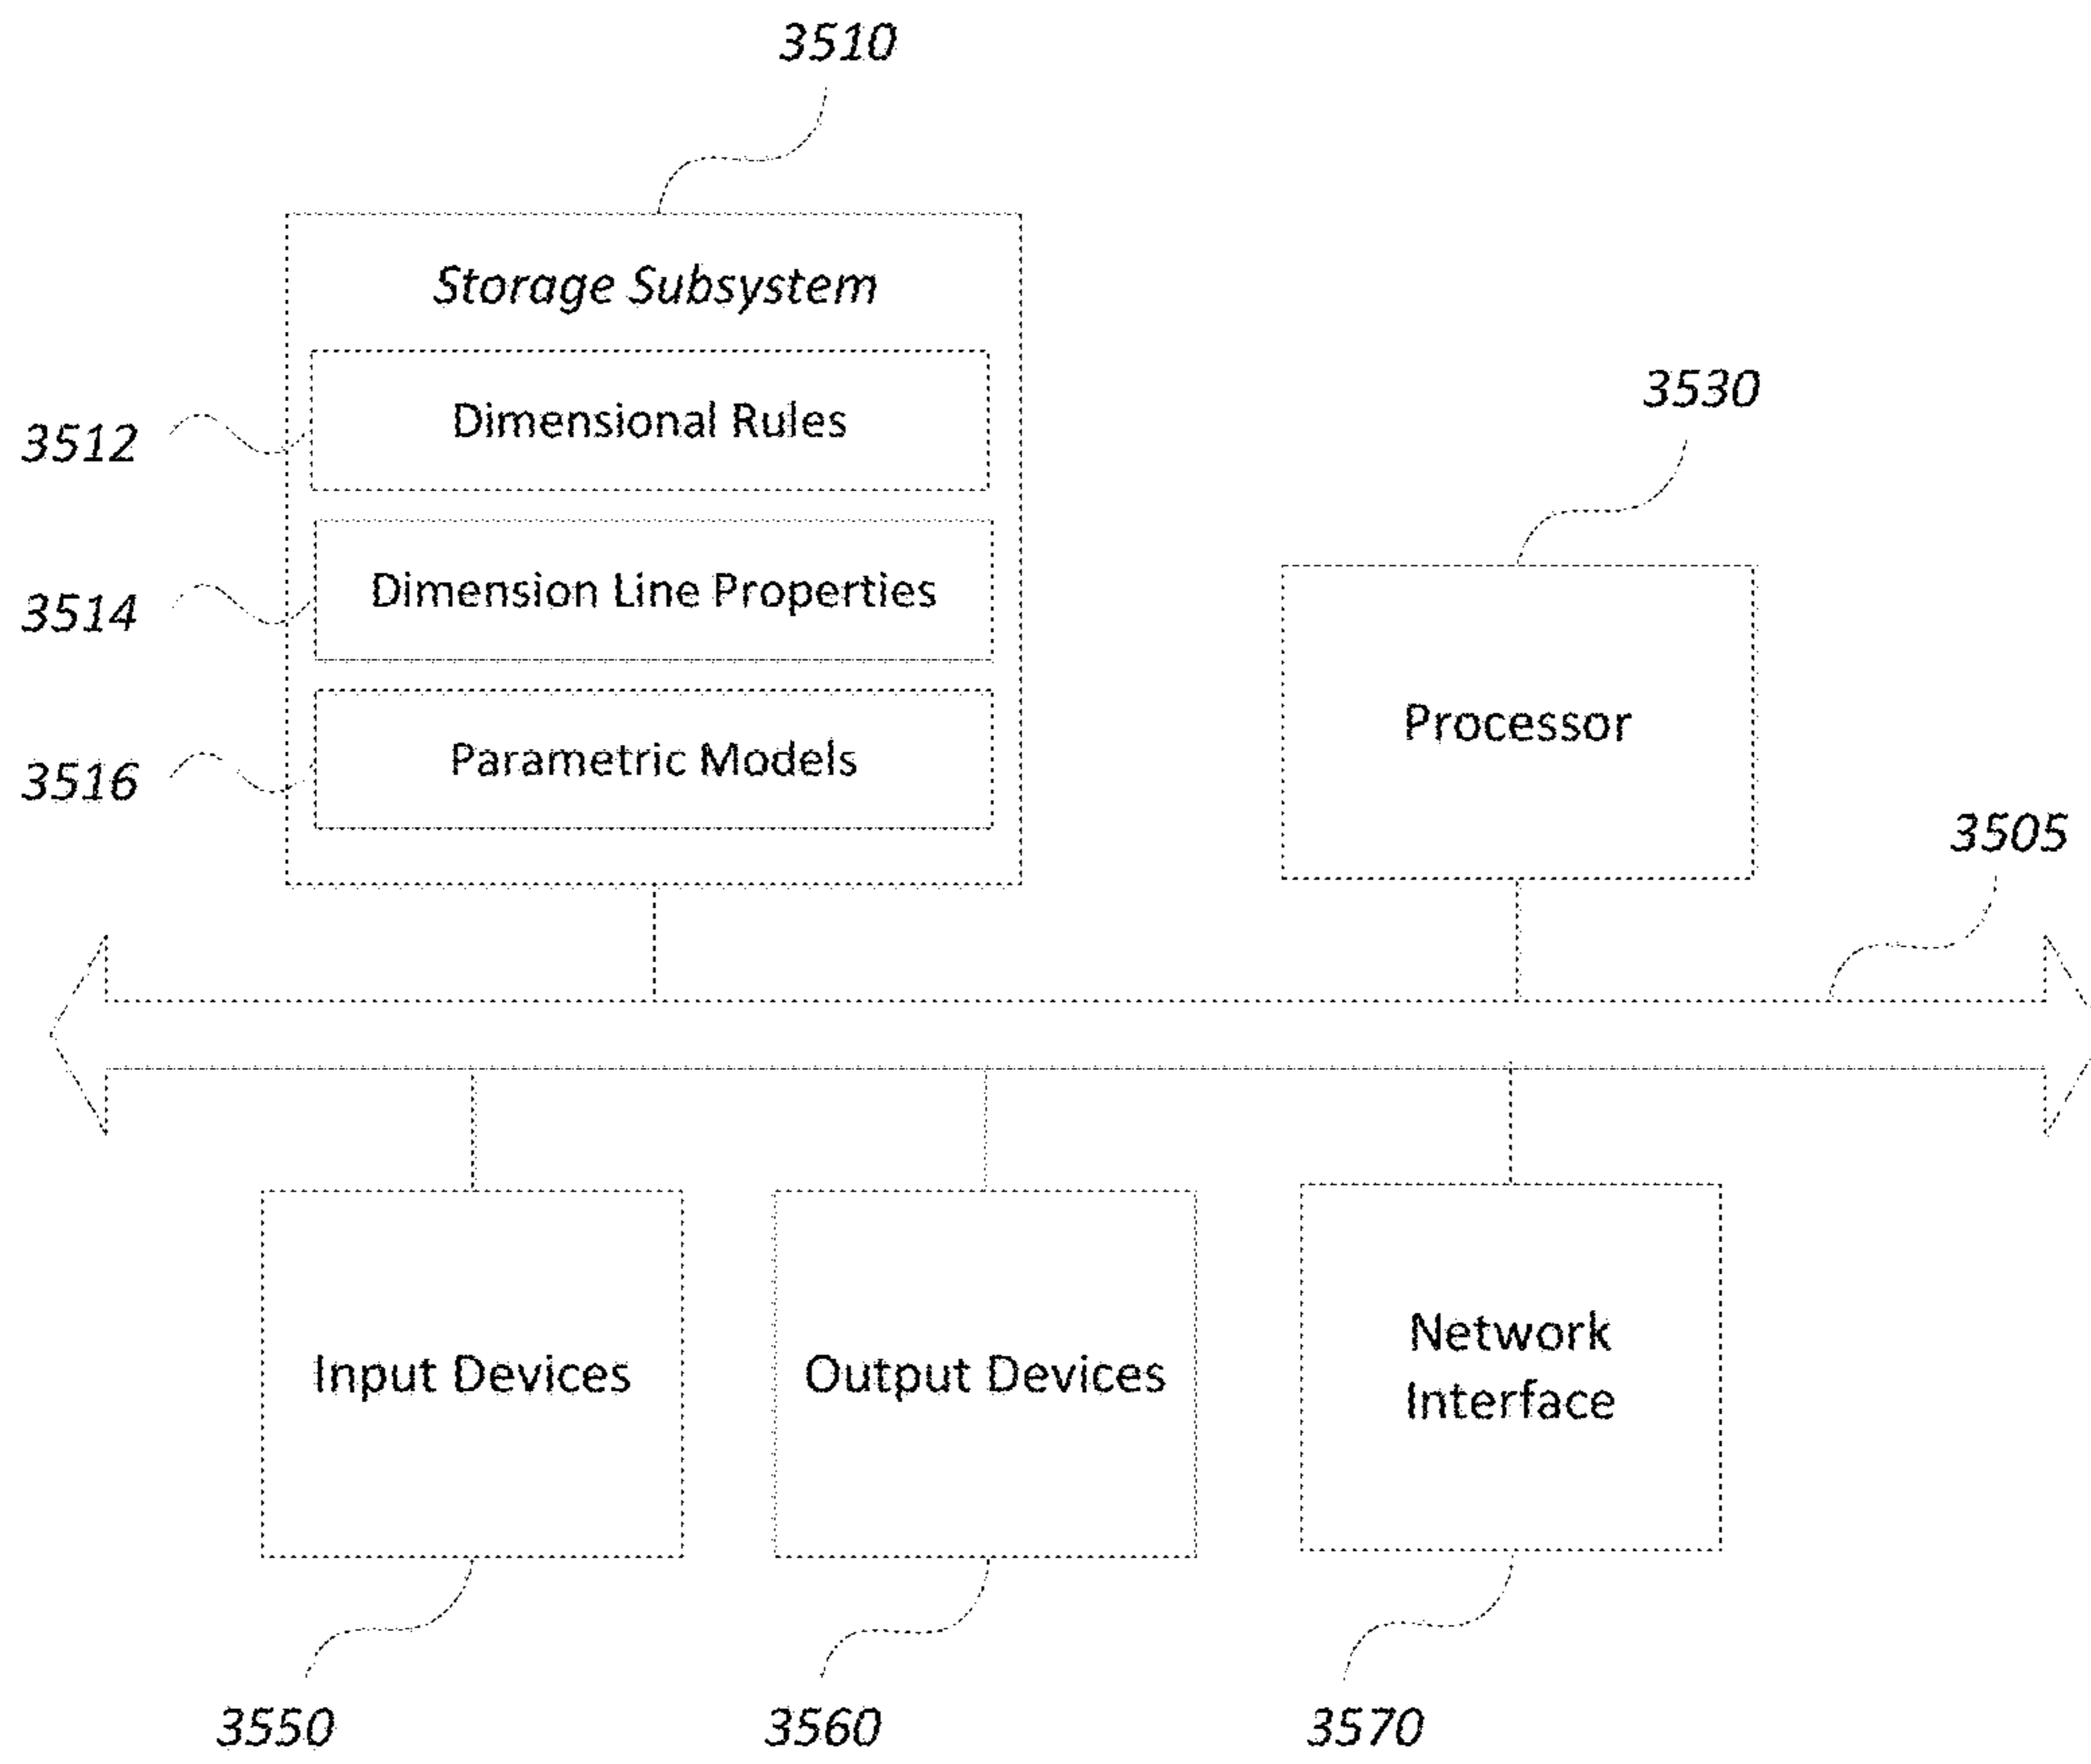 3510
Storage Subsystem
3512
Dimensional Rules
3514
Dimension Line Properties
3516
Parametric Models
3530
Processor
3505
Input Devices
Output Devices
Network
Interface
3550
3560
3570